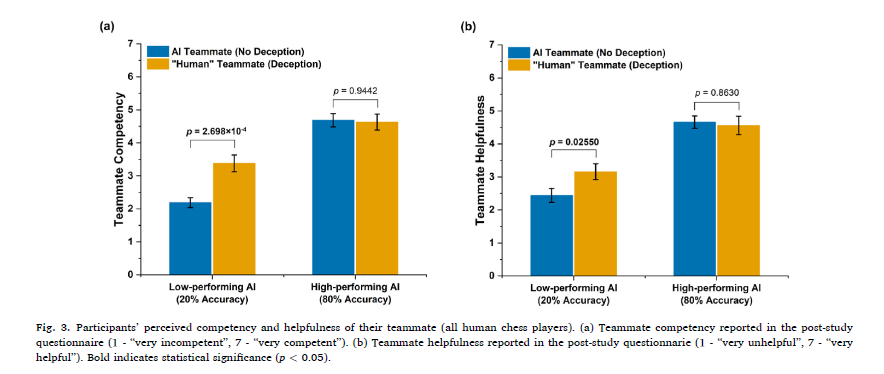 (a)
7
AI Teammate (No Deception)
"Human" Teammate (Deception)
6
p = 0.9442
5
p = 2.698×10⁻⁴
4
3
2
1
0
Teammate Competency
Low-performing AI
(20% Accuracy)
High-performing AI
(80% Accuracy)
(b)
7
AI Teammate (No Deception)
"Human" Teammate (Deception)
6
p = 0.8630
5
4
p = 0.02550
3
2
1
0
Teammate Helpfulness
Low-performing AI
(20% Accuracy)
High-performing AI
(80% Accuracy)
Fig. 3. Participants' perceived competency and helpfulness of their teammate (all human chess players). (a) Teammate competency reported in the post-study
questionnaire (1 - “very incompetent”, 7 - “very competent”). (b) Teammate helpfulness reported in the post-study questionnarie (1 - “very unhelpful”, 7 - “very
helpful”). Bold indicates statistical significance (p < 0.05).